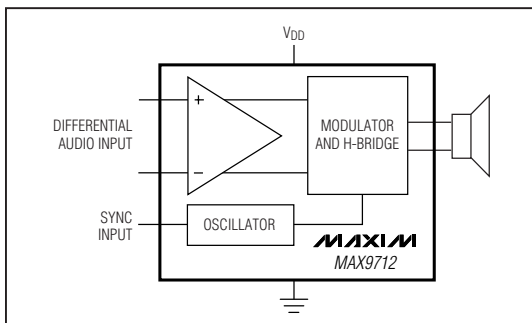 VDD
DIFFERENTIAL
AUDIO INPUT
+
−
MODULATOR
AND H-BRIDGE
SYNC
INPUT
OSCILLATOR
MAXIM
MAX9712